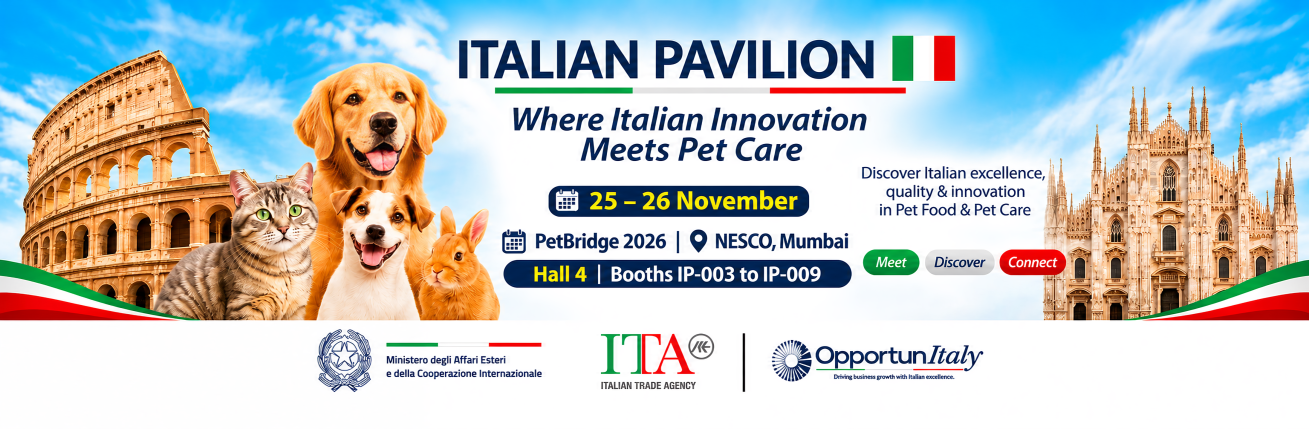 ITALIAN PAVILION
Where Italian Innovation
Meets Pet Care
25 – 26 November
PetBridge 2026 | NESCO, Mumbai
Hall 4 | Booths IP-003 to IP-009
Discover Italian excellence,
quality & innovation
in Pet Food & Pet Care
Meet Discover Connect
Ministero degli Affari Esteri
e della Cooperazione Internazionale
ITA
ITALIAN TRADE AGENCY
OpportunItaly
Driving business growth with Italian excellence.